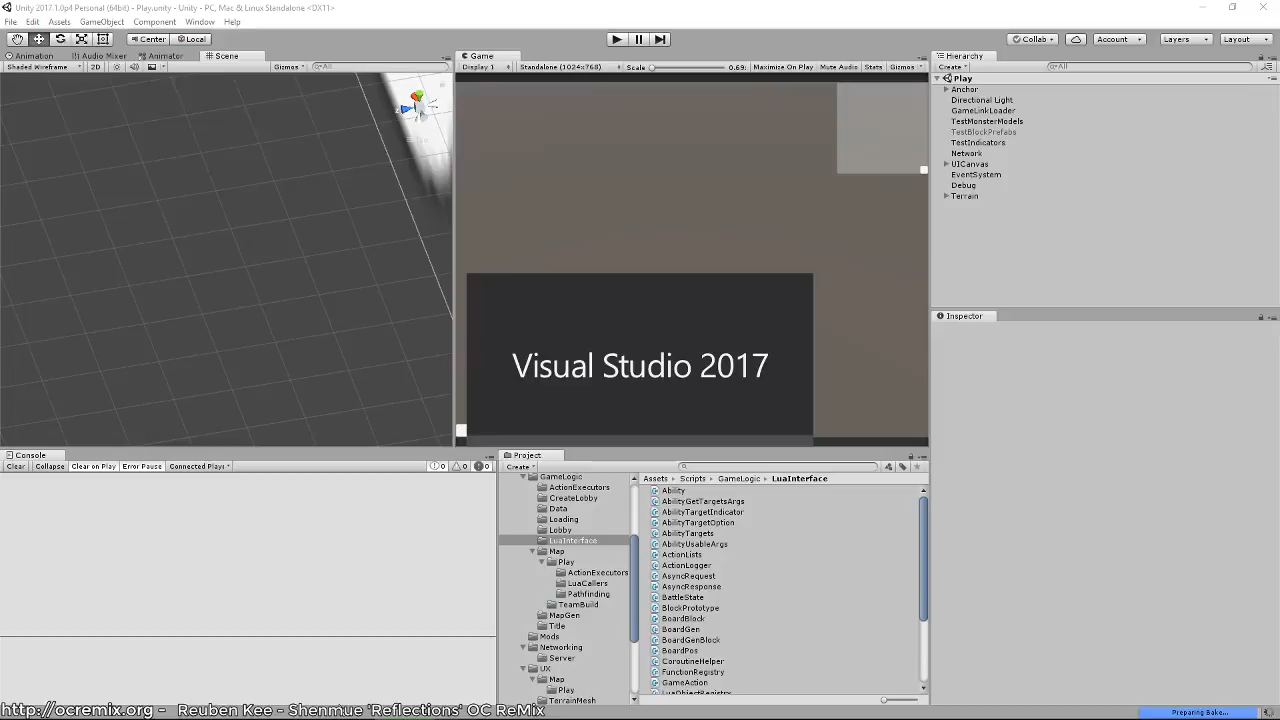 Unity 2017.1.0p4 Personal (64bit) - Play.unity - Unity - PC, Mac & Linux Standalone <DX11>
File Edit Assets GameObject Component Window Help
Center Local Collab Account Layers Layout
Animation Audio Mixer Animator Scene
Shaded Wireframe 2D Gizmos All
Game
Display 1 Standalone (1024x768) Scale 0.69 Maximize On Play Mute Audio Stats Gizmos
Visual Studio 2017
Hierarchy
Create All
Play
Anchor
Directional Light
GameLinkLoader
TestMonsterModels
TestBlockPrefabs
TestIndicators
Network
UICanvas
EventSystem
Debug
Terrain
Inspector
Console
Clear Collapse Clear on Play Error Pause Connected Player 0 0 0
Project
Create
GameLogic
ActionExecutors
CreateLobby
Data
Loading
Lobby
LuaInterface
Map
Play
ActionExecutors
LuaCallers
Pathfinding
TeamBuild
MapGen
Title
Mods
Networking
Server
UX
Map
Play
TerrainMesh
Assets Scripts GameLogic LuaInterface
Ability
AbilityGetTargetsArgs
AbilityTargetIndicator
AbilityTargetOption
AbilityTargets
AbilityUsableArgs
ActionLists
ActionLogger
AsyncRequest
AsyncResponse
BattleState
BlockPrototype
BoardBlock
BoardGen
BoardGenBlock
BoardPos
CoroutineHelper
FunctionRegistry
GameAction
LuaObjectRegistry
http://ocremix.org - Reuben Kee - Shenmue 'Reflections' OC ReMix
Preparing Bake...